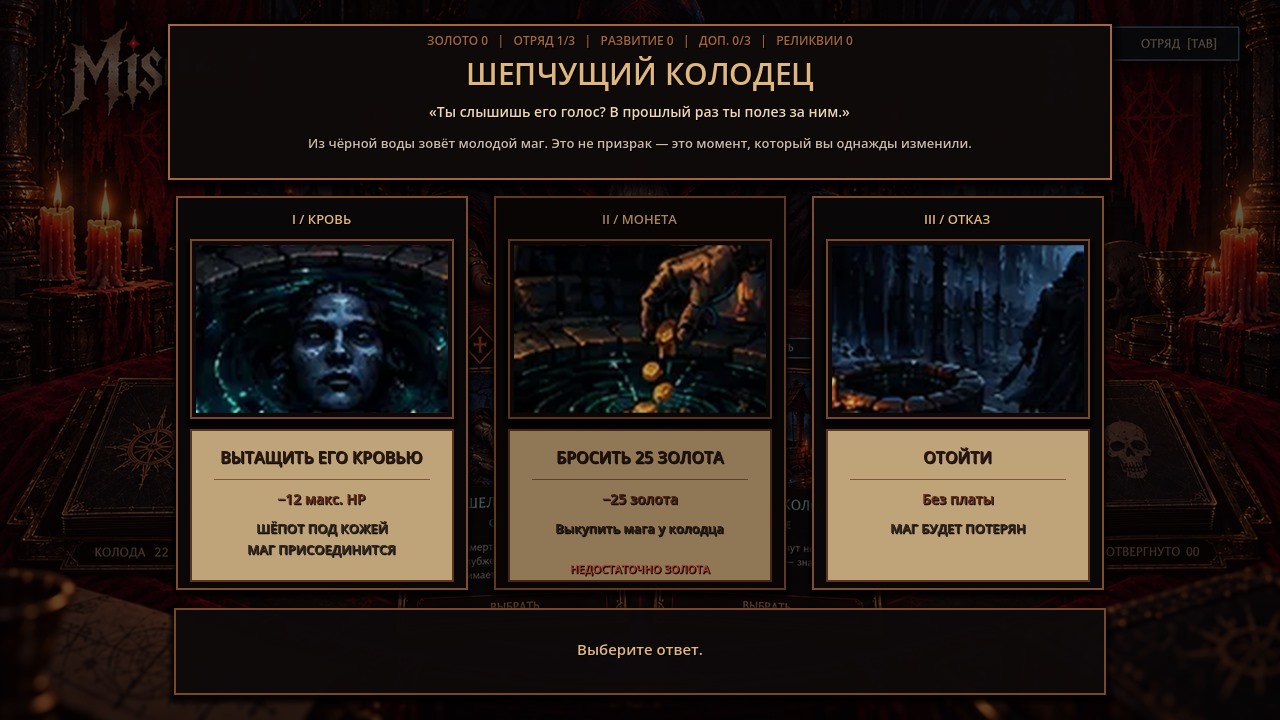 ЗОЛОТО 0 | ОТРЯД 1/3 | РАЗВИТИЕ 0 | ДОП. 0/3 | РЕЛИКВИИ 0
Mis
ОТРЯД [TAB]
ШЕПЧУЩИЙ КОЛОДЕЦ
«Ты слышишь его голос? В прошлый раз ты полез за ним.»
Из чёрной воды зовёт молодой маг. Это не призрак — это момент, который вы однажды изменили.
I / КРОВЬ
II / МОНЕТА
III / ОТКАЗ
ВЫТАЩИТЬ ЕГО КРОВЬЮ
−12 макс. HP
ШЁПОТ ПОД КОЖЕЙ
МАГ ПРИСОЕДИНИТСЯ
БРОСИТЬ 25 ЗОЛОТА
−25 золота
Выкупить мага у колодца
НЕДОСТАТОЧНО ЗОЛОТА
ОТОЙТИ
Без платы
МАГ БУДЕТ ПОТЕРЯН
КОЛОДА 22
ОТВЕРГНУТО 00
ВЫБРАТЬ
ВЫБРАТЬ
Выберите ответ.